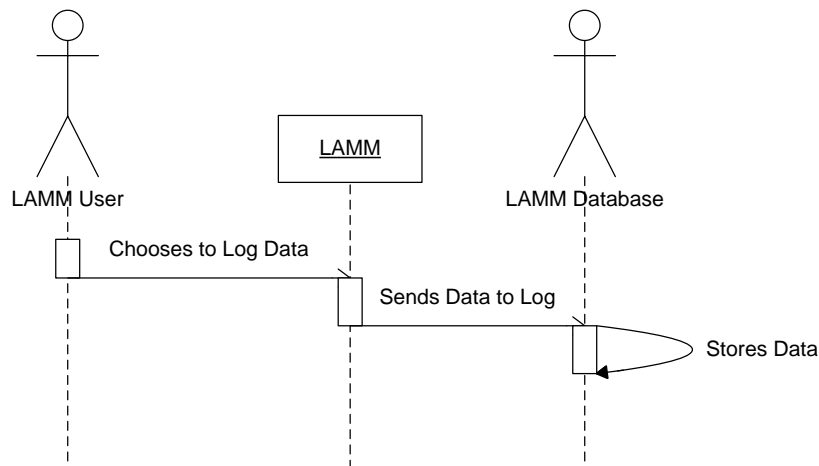 LAMM
LAMM User
LAMM Database
Chooses to Log Data
Sends Data to Log
Stores Data